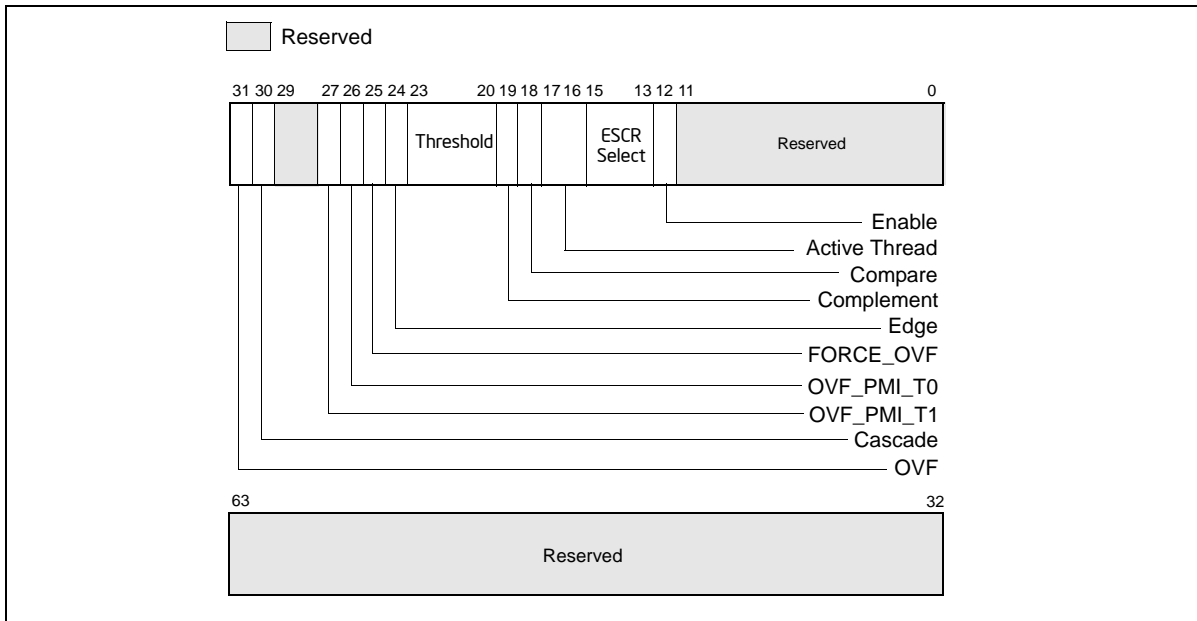 Reserved
31 30 29 27 26 25 24 23 20 19 18 17 16 15 13 12 11 0
Threshold
ESCR
Select
Reserved
Enable
Active Thread
Compare
Complement
Edge
FORCE_OVF
OVF_PMI_T0
OVF_PMI_T1
Cascade
OVF
63 32
Reserved